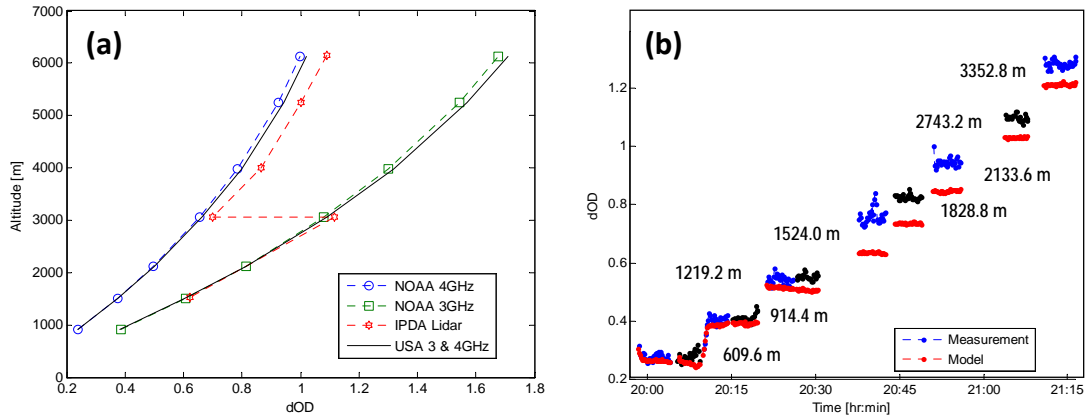 (a)
7000
6000
5000
4000
3000
2000
1000
0
Altitude [m]
0.2 0.4 0.6 0.8 1 1.2 1.4 1.6 1.8
dOD
NOAA 4GHz
NOAA 3GHz
IPDA Lidar
USA 3 & 4GHz
(b)
1.2
1
0.8
0.6
0.4
0.2
dOD
3352.8 m
2743.2 m
2133.6 m
1828.8 m
1524.0 m
1219.2 m
914.4 m
609.6 m
Measurement
Model
20:00 20:15 20:30 20:45 21:00 21:15
Time [hr:min]